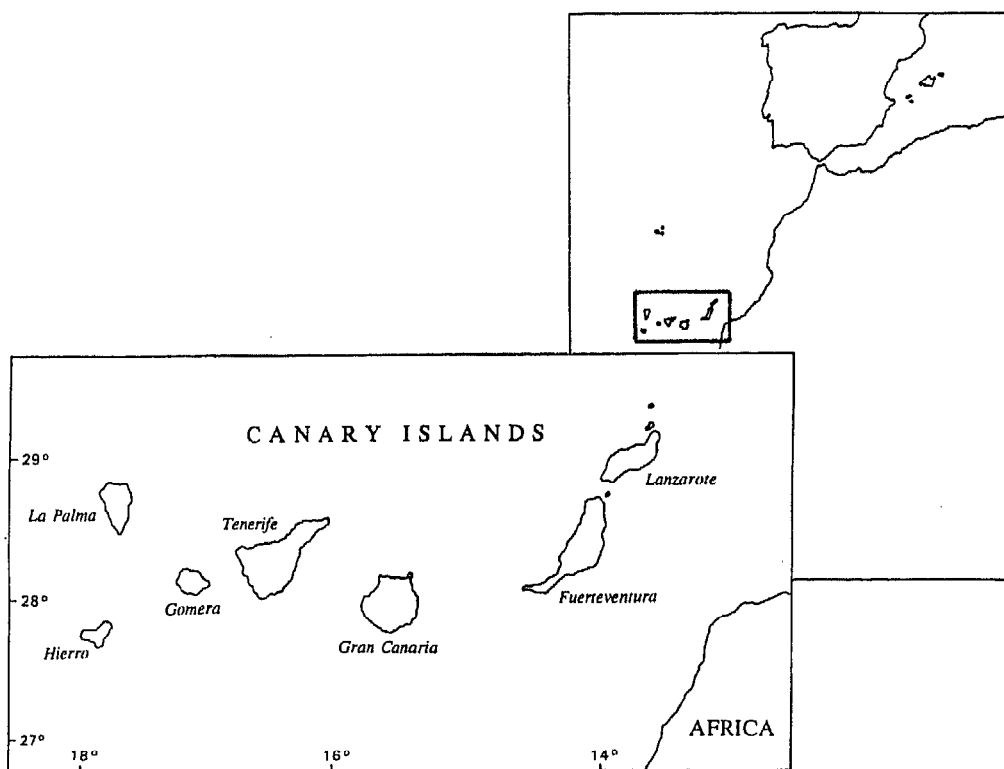 CANARY ISLANDS
29°
Lanzarote
La Palma
Tenerife
28°
Gomera
Fuerteventura
Hierro
Gran Canaria
AFRICA
27°
18°
16°
14°